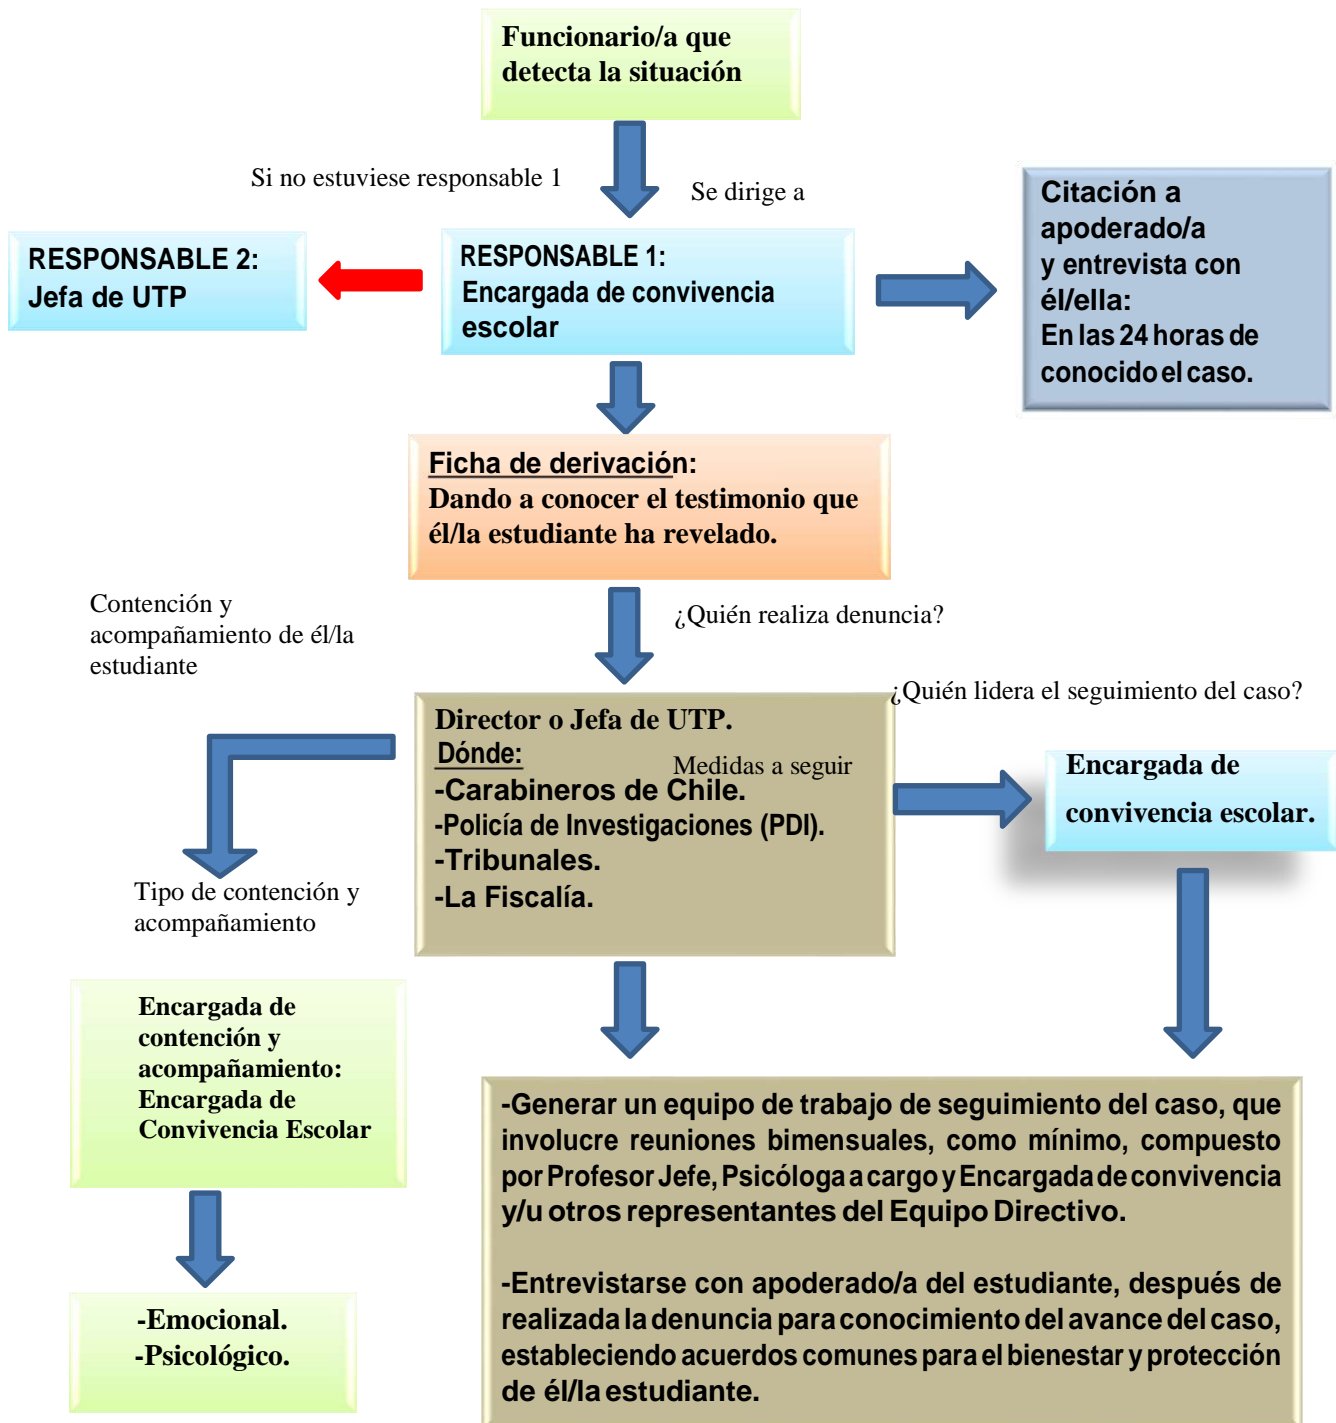 Funcionario/a que
detecta la situación
Si no estuviese responsable 1
Se dirige a
RESPONSABLE 2:
Jefa de UTP
RESPONSABLE 1:
Encargada de convivencia
escolar
Citación a
apoderado/a
y entrevista con
él/ella:
En las 24 horas de
conocido el caso.
Ficha de derivación:
Dando a conocer el testimonio que
él/la estudiante ha revelado.
Contención y
acompañamiento de él/la
estudiante
¿Quién realiza denuncia?
¿Quién lidera el seguimiento del caso?
Director o Jefa de UTP.
Dónde:
Medidas a seguir
-Carabineros de Chile.
-Policía de Investigaciones (PDI).
-Tribunales.
-La Fiscalía.
Encargada de
convivencia escolar.
Tipo de contención y
acompañamiento
Encargada de
contención y
acompañamiento:
Encargada de
Convivencia Escolar
-Emocional.
-Psicológico.
-Generar un equipo de trabajo de seguimiento del caso, que
involucre reuniones bimensuales, como mínimo, compuesto
por Profesor Jefe, Psicóloga a cargo y Encargada de convivencia
y/u otros representantes del Equipo Directivo.
-Entrevistarse con apoderado/a del estudiante, después de
realizada la denuncia para conocimiento del avance del caso,
estableciendo acuerdos comunes para el bienestar y protección
de él/la estudiante.